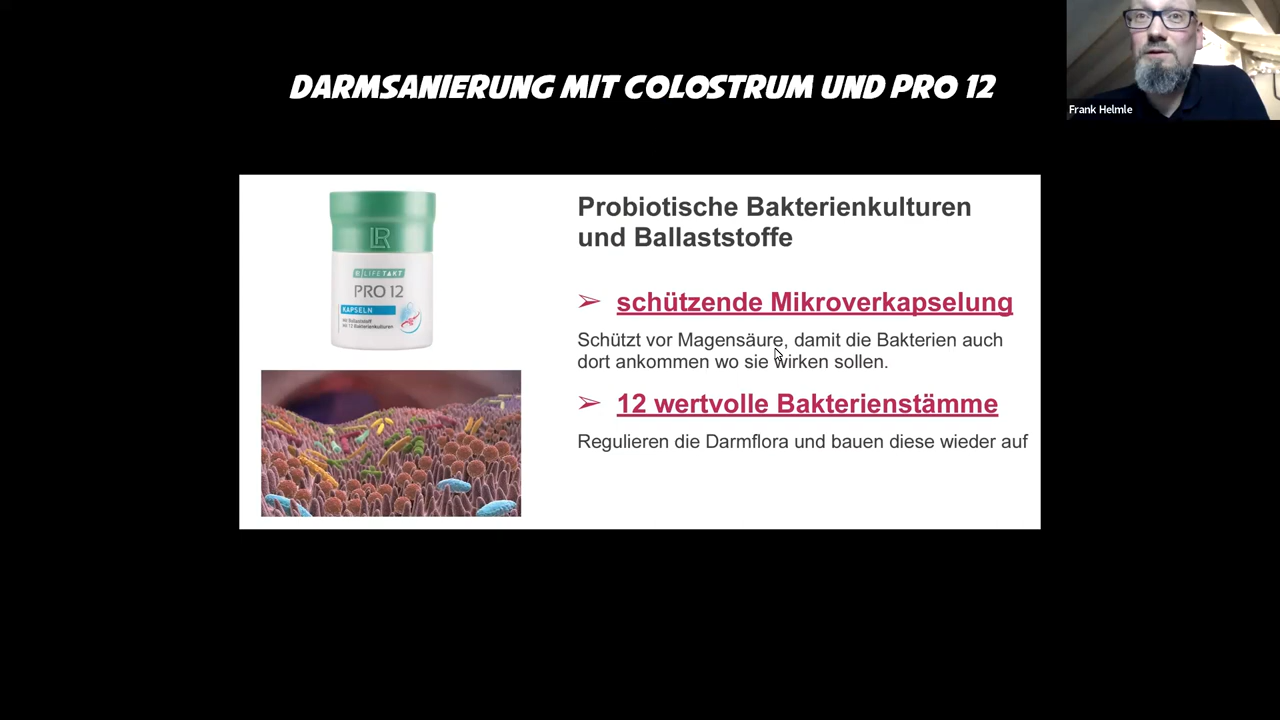 DARMSANIERUNG MIT COLOSTRUM UND PRO 12
Frank Helmle
Probiotische Bakterienkulturen
und Ballaststoffe
➢ schützende Mikroverkapselung
Schützt vor Magensäure, damit die Bakterien auch
dort ankommen wo sie wirken sollen.
➢ 12 wertvolle Bakterienstämme
Regulieren die Darmflora und bauen diese wieder auf
LR
LIFETAKT
PRO 12
KAPSELN
mit Ballaststoff
mit 12 Bakterienkulturen